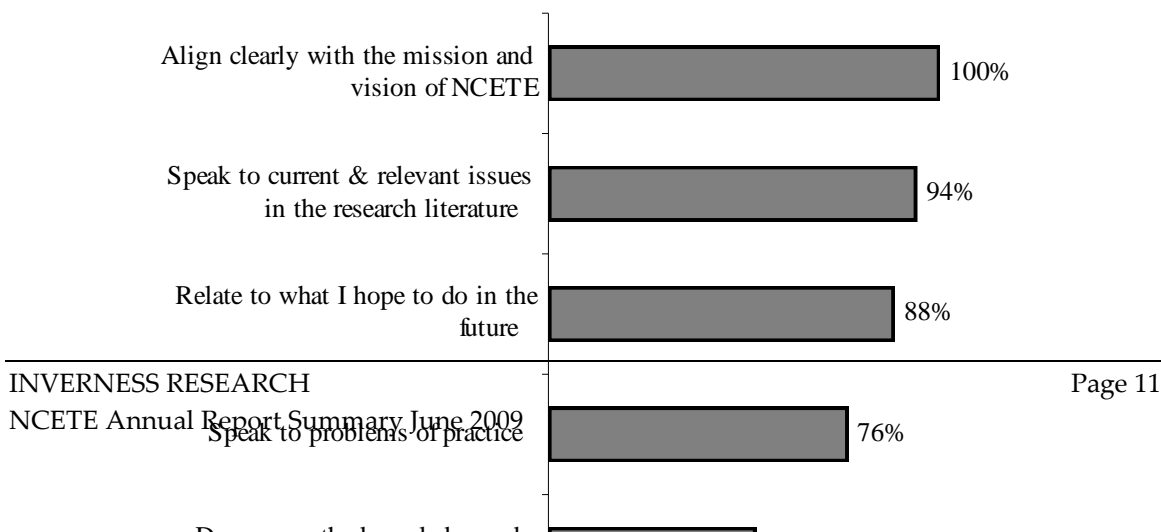 Align clearly with the mission and
vision of NCETE
100%
Speak to current & relevant issues
in the research literature
94%
Relate to what I hope to do in the
future
88%
INVERNESS RESEARCH
Page 11
NCETE Annual Report Summary June 2009
Speak to problems of practice
76%